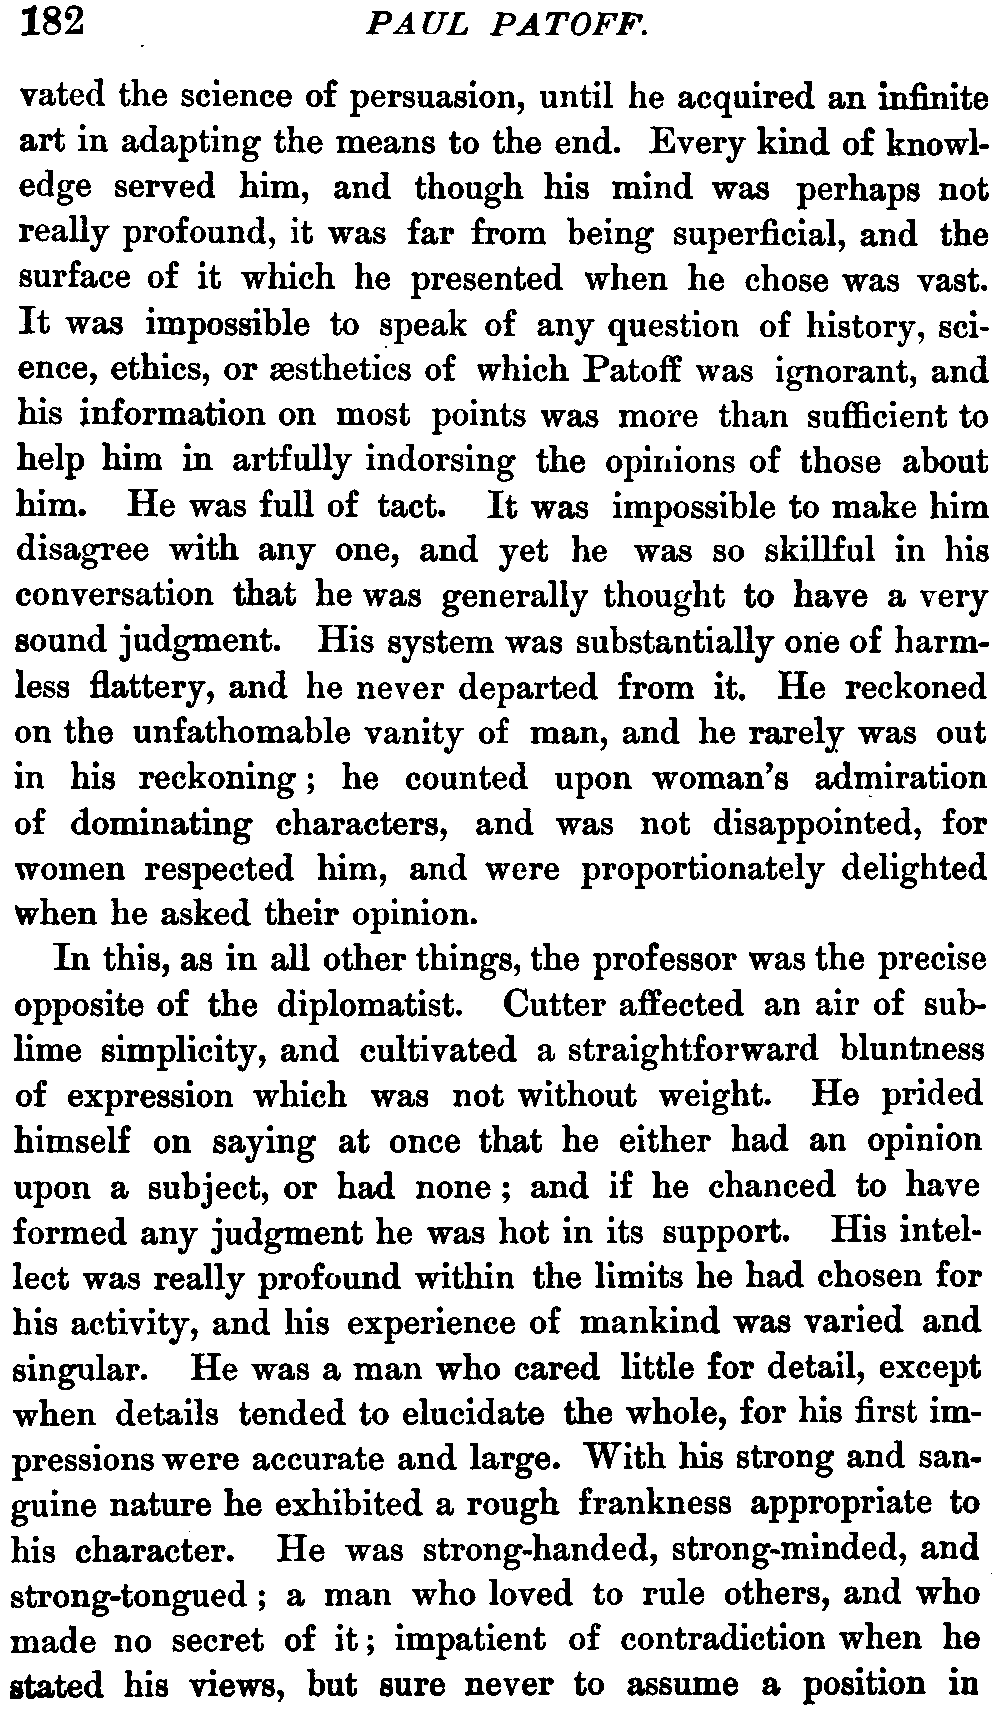 182 PAUL PATOFF.
vated the science of persuasion, until he acquired an infinite
art in adapting the means to the end. Every kind of knowl-
edge served him, and though his mind was perhaps not
really profound, it was far from being superficial, and the
surface of it which he presented when he chose was vast.
It was impossible to speak of any question of history, sci-
ence, ethics, or æsthetics of which Patoff was ignorant, and
his information on most points was more than sufficient to
help him in artfully indorsing the opinions of those about
him. He was full of tact. It was impossible to make him
disagree with any one, and yet he was so skillful in his
conversation that he was generally thought to have a very
sound judgment. His system was substantially one of harm-
less flattery, and he never departed from it. He reckoned
on the unfathomable vanity of man, and he rarely was out
in his reckoning ; he counted upon woman's admiration
of dominating characters, and was not disappointed, for
women respected him, and were proportionately delighted
when he asked their opinion.
In this, as in all other things, the professor was the precise
opposite of the diplomatist. Cutter affected an air of sub-
lime simplicity, and cultivated a straightforward bluntness
of expression which was not without weight. He prided
himself on saying at once that he either had an opinion
upon a subject, or had none ; and if he chanced to have
formed any judgment he was hot in its support. His intel-
lect was really profound within the limits he had chosen for
his activity, and his experience of mankind was varied and
singular. He was a man who cared little for detail, except
when details tended to elucidate the whole, for his first im-
pressions were accurate and large. With his strong and san-
guine nature he exhibited a rough frankness appropriate to
his character. He was strong-handed, strong-minded, and
strong-tongued ; a man who loved to rule others, and who
made no secret of it ; impatient of contradiction when he
stated his views, but sure never to assume a position in